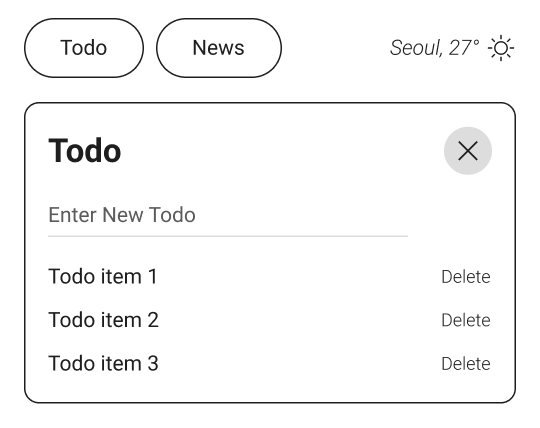 Todo News Seoul, 27°
Todo
Enter New Todo
Todo item 1 Delete
Todo item 2 Delete
Todo item 3 Delete